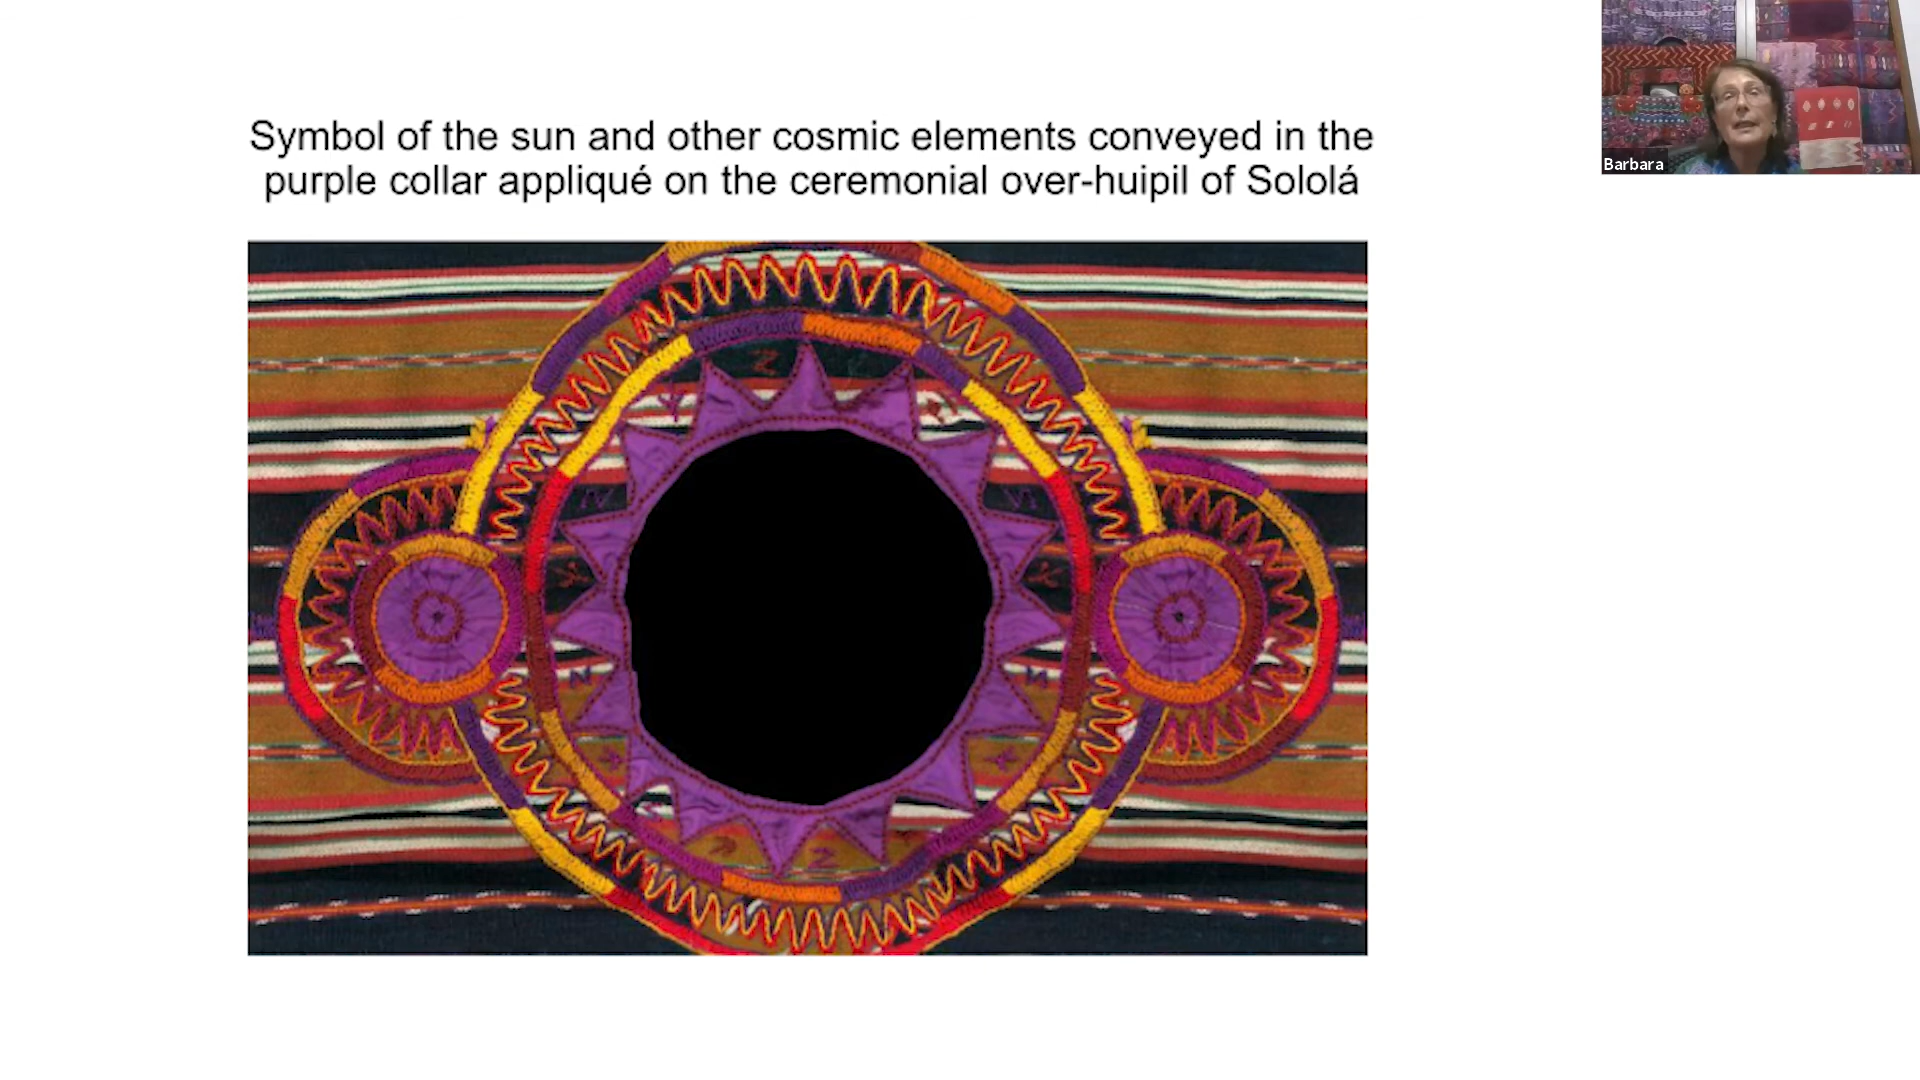 Symbol of the sun and other cosmic elements conveyed in the
purple collar appliqué on the ceremonial over-huipil of Sololá
Barbara